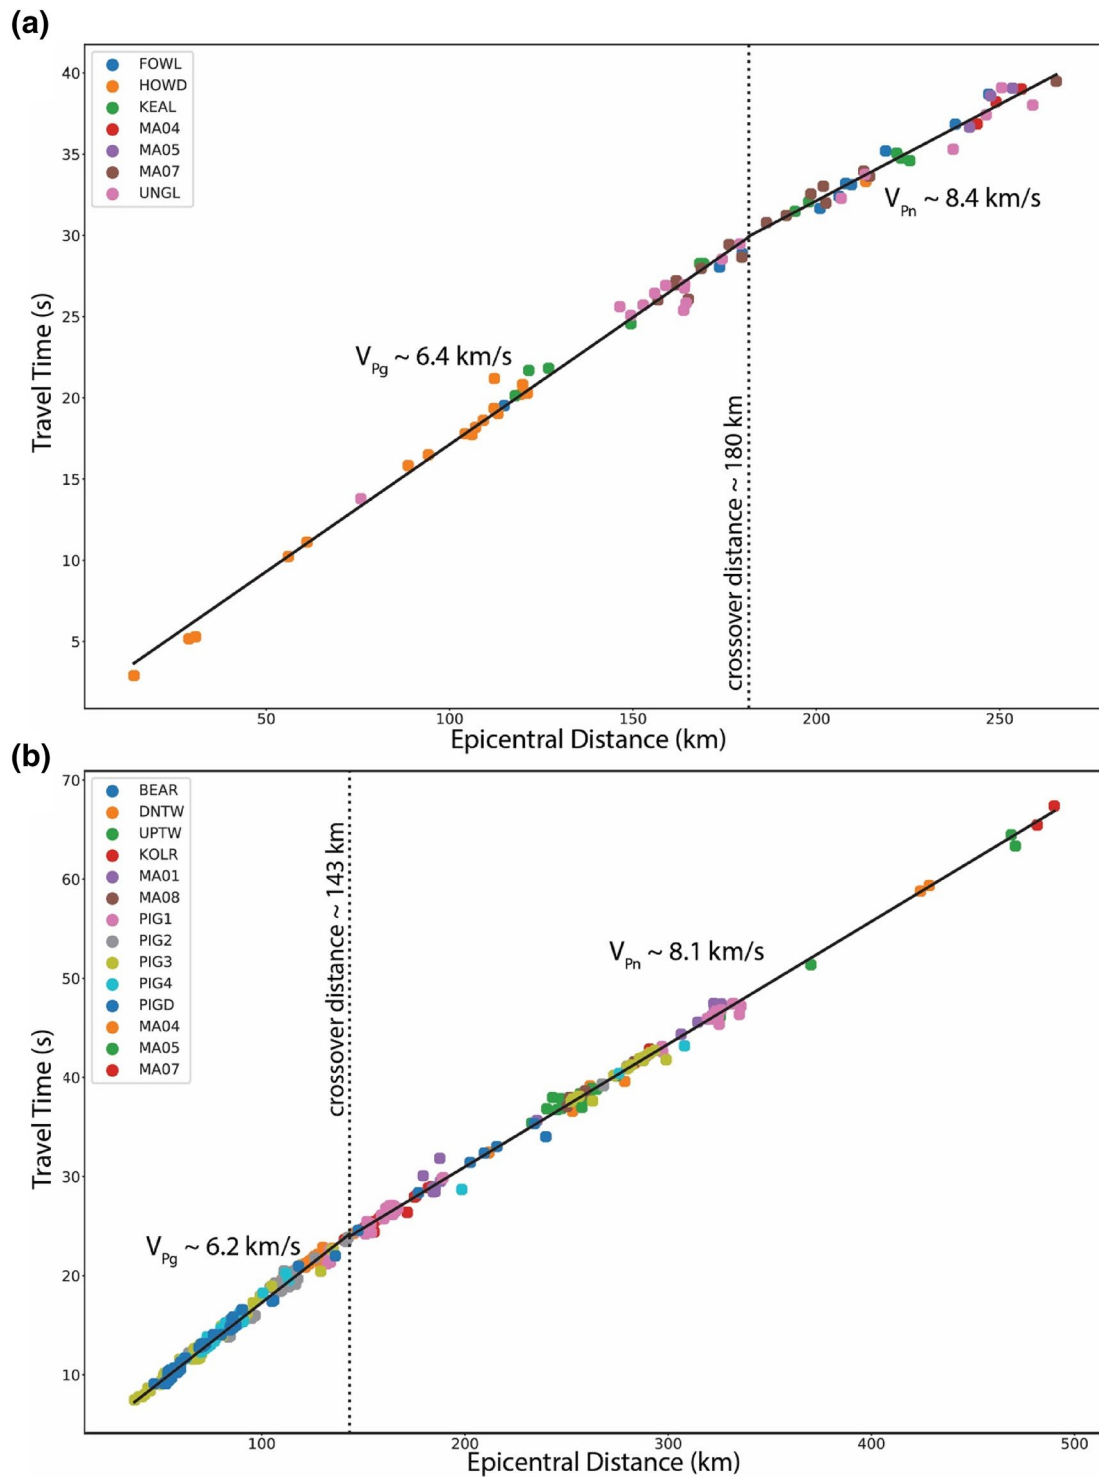 (a)
FOWL
HOWD
KEAL
MA04
MA05
MA07
UNGL
40
35
30
25
20
15
10
5
Travel Time (s)
V_Pg ~ 6.4 km/s
V_Pn ~ 8.4 km/s
crossover distance ~ 180 km
50 100 150 200 250
Epicentral Distance (km)
(b)
BEAR
DNTW
UPTW
KOLR
MA01
MA08
PIG1
PIG2
PIG3
PIG4
PIGD
MA04
MA05
MA07
70
60
50
40
30
20
10
Travel Time (s)
crossover distance ~ 143 km
V_Pn ~ 8.1 km/s
V_Pg ~ 6.2 km/s
100 200 300 400 500
Epicentral Distance (km)